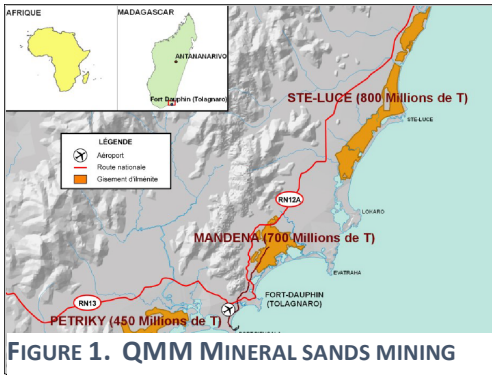 AFRIQUE
MADAGASCAR
ANTANANARIVO
Fort Dauphin (Tolagnaro)
STE-LUCE (800 Millions de T)
STE-LUCE
LÉGENDE
Aéroport
Route nationale
Gisement d'ilménite
RN12A
LOKARO
MANDENA (700 Millions de T)
EVATRAHA
RN13
FORT-DAUPHIN
(TOLAGNARO)
PETRIKY (450 Millions de T)
FIGURE 1. QMM MINERAL SANDS MINING